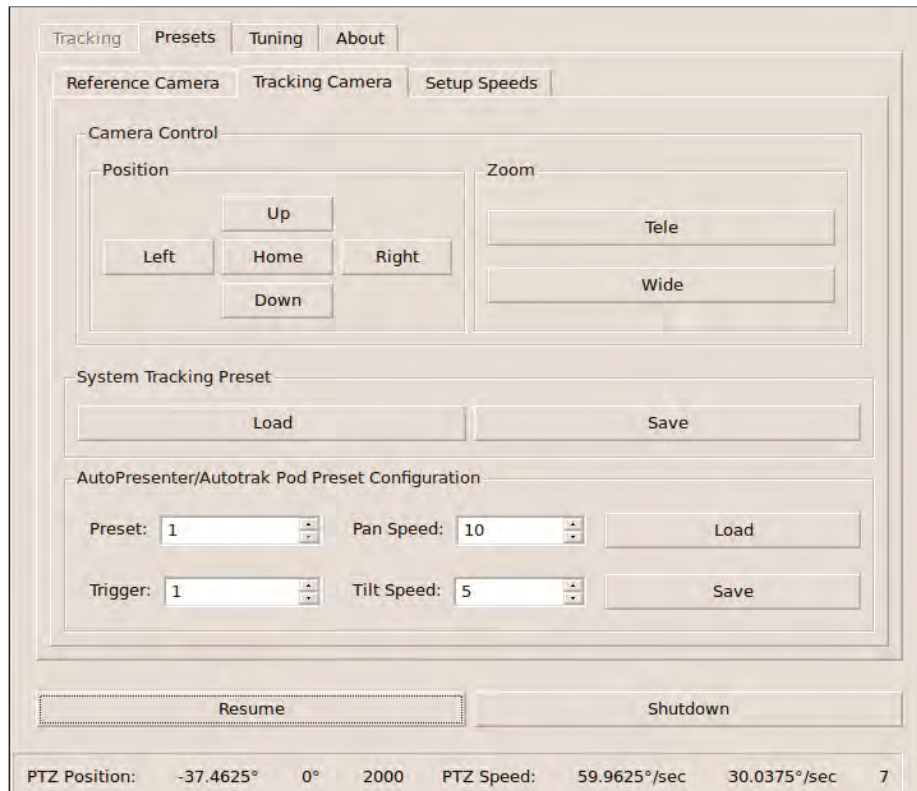 Tracking Presets Tuning About
Reference Camera Tracking Camera Setup Speeds
Camera Control
Position Zoom
Up
Tele
Left Home Right
Wide
Down
System Tracking Preset
Load Save
AutoPresenter/Autotrak Pod Preset Configuration
Preset: 1 Pan Speed: 10 Load
Trigger: 1 Tilt Speed: 5 Save
Resume Shutdown
PTZ Position: -37.4625° 0° 2000 PTZ Speed: 59.9625°/sec 30.0375°/sec 7